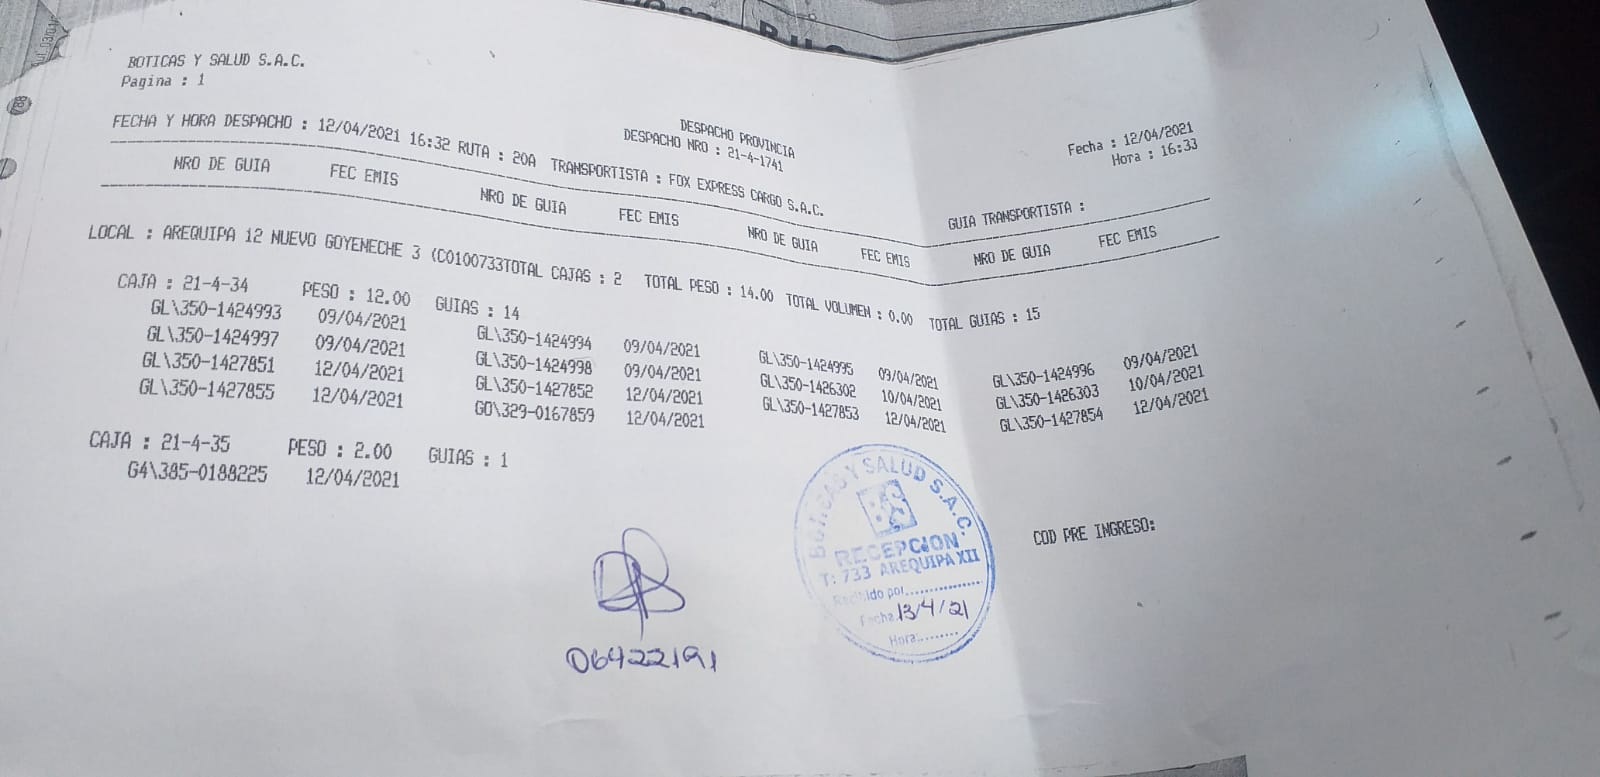 BOTICAS Y SALUD S.A.C.
Pagina : 1
DESPACHO PROVINCIA
DESPACHO NRO : 21-4-1741
Fecha : 12/04/2021
Hora : 16:33
FECHA Y HORA DESPACHO : 12/04/2021 16:32 RUTA : 20A TRANSPORTISTA : FOX EXPRESS CARGO S.A.C. GUIA TRANSPORTISTA :
NRO DE GUIA FEC EMIS NRO DE GUIA FEC EMIS NRO DE GUIA FEC EMIS NRO DE GUIA FEC EMIS
LOCAL : AREQUIPA 12 NUEVO GOYENECHE 3 (C0100733TOTAL CAJAS : 2 TOTAL PESO : 14.00 TOTAL VOLUMEN : 0.00 TOTAL GUIAS : 15
CAJA : 21-4-34 PESO : 12.00 GUIAS : 14
GL\350-1424993 09/04/2021 GL\350-1424994 09/04/2021 GL\350-1424995 09/04/2021 GL\350-1424996 09/04/2021
GL\350-1424997 09/04/2021 GL\350-1424998 09/04/2021 GL\350-1426302 10/04/2021 GL\350-1426303 10/04/2021
GL\350-1427851 12/04/2021 GL\350-1427852 12/04/2021 GL\350-1427853 12/04/2021 GL\350-1427854 12/04/2021
GL\350-1427855 12/04/2021 GO\329-0167859 12/04/2021
CAJA : 21-4-35 PESO : 2.00 GUIAS : 1
G4\385-0188225 12/04/2021
COD PRE INGRESO:
BOTICAS Y SALUD S.A.C.
BS
RECEPCION
T: 733 AREQUIPA XII
Recibido por..............
Fecha 13/4/21
Hora:.......
06422191